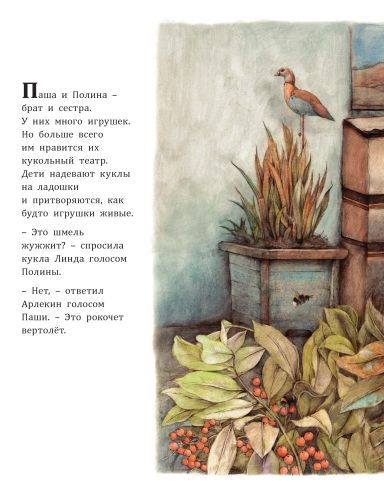 Паша и Полина –
брат и сестра.
У них много игрушек.
Но больше всего
им нравится их
кукольный театр.
Дети надевают куклы
на ладошки
и притворяются, как
будто игрушки живые.
– Это шмель
жужжит? – спросила
кукла Линда голосом
Полины.
– Нет, – ответил
Арлекин голосом
Паши. – Это рокочет
вертолёт.